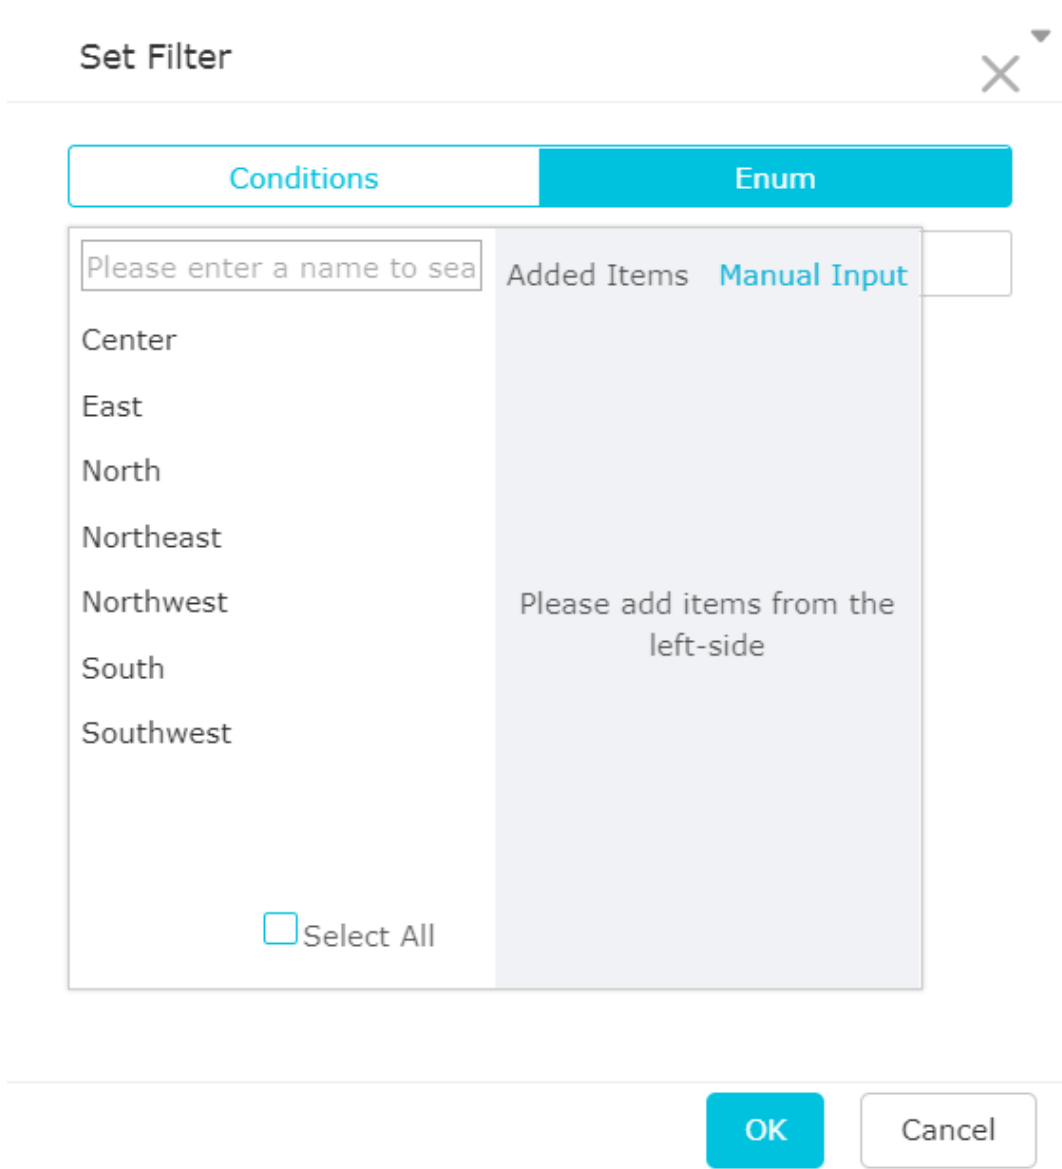 Set Filter
Conditions
Enum
Please enter a name to sea
Added Items
Manual Input
Center
East
North
Northeast
Northwest
South
Southwest
Please add items from the
left-side
Select All
OK
Cancel